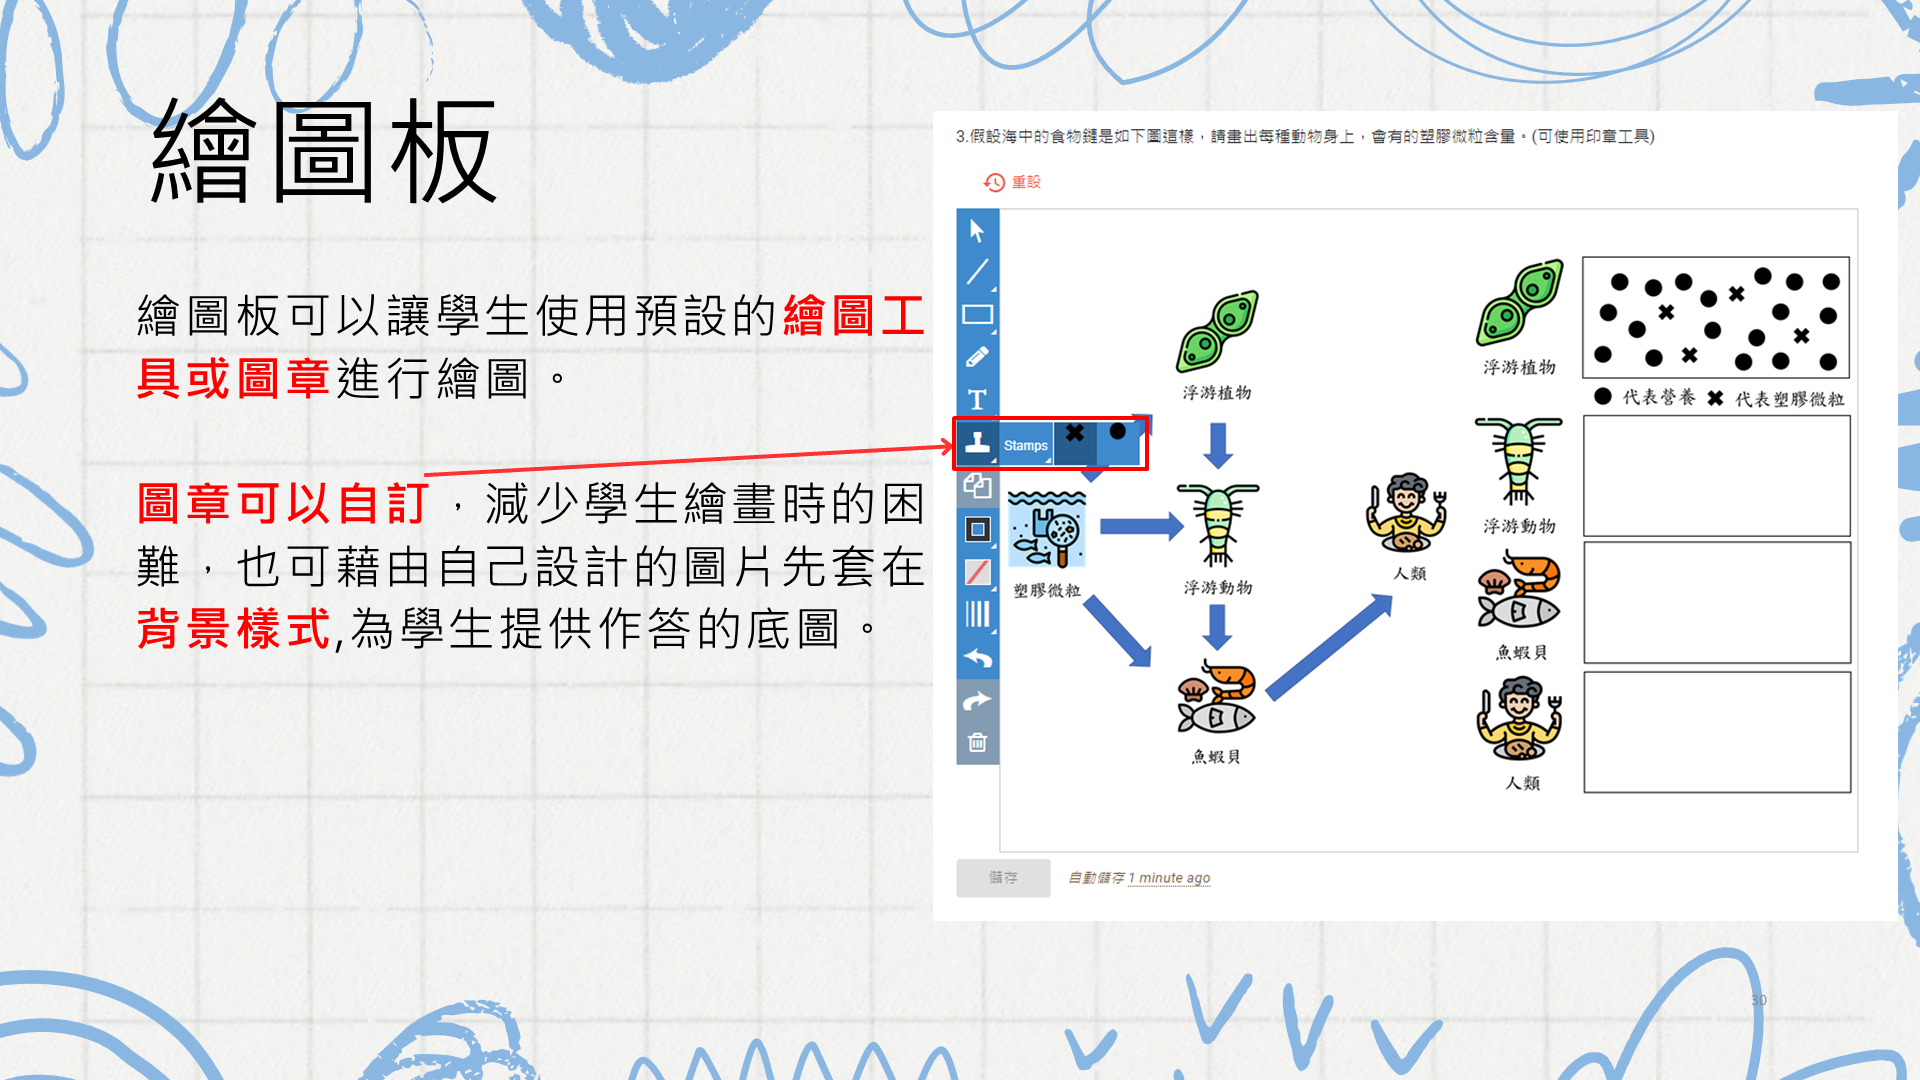 繪圖板
繪圖板可以讓學生使用預設的繪圖工
具或圖章進行繪圖。
圖章可以自訂，減少學生繪畫時的困
難，也可藉由自己設計的圖片先套在
背景樣式,為學生提供作答的底圖。
3.假設海中的食物鏈是如下圖這樣，請畫出每種動物身上，會有的塑膠微粒含量。(可使用印章工具)
重設
T
Stamps
浮游植物
塑膠微粒
浮游動物
人類
魚蝦貝
浮游植物
代表營養
代表塑膠微粒
浮游動物
魚蝦貝
人類
儲存
自動儲存 1 minute ago
30